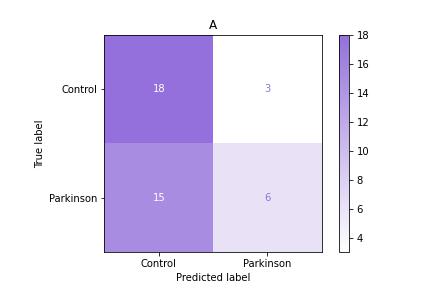 A
18
Control 18 3
16
14
12
True label
10
8
Parkinson 15 6
6
4
Control Parkinson
Predicted label